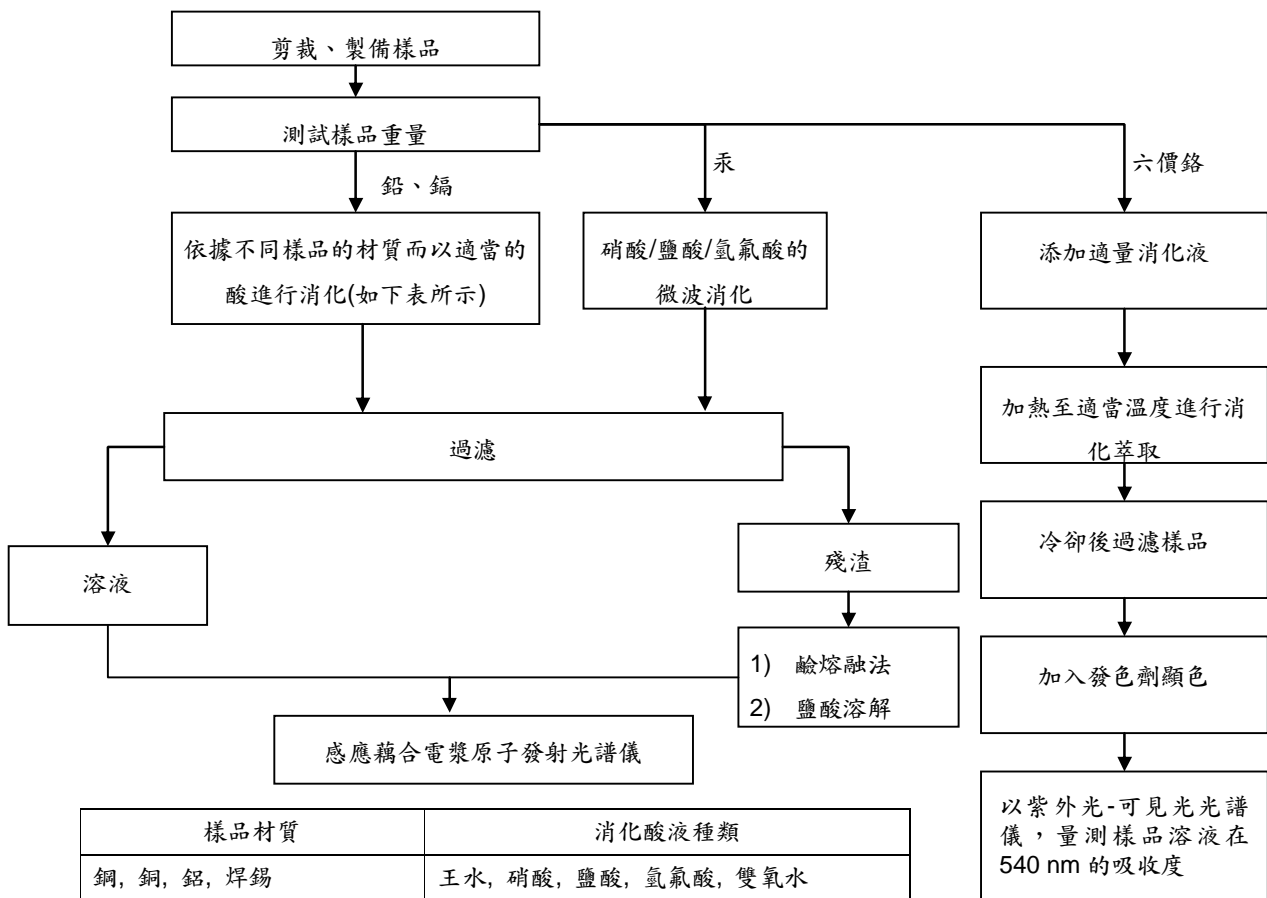 剪裁、製備樣品
測試樣品重量
鉛、鎘
汞
六價鉻
依據不同樣品的材質而以適當的
酸進行消化(如下表所示)
硝酸/鹽酸/氫氟酸的
微波消化
添加適量消化液
加熱至適當溫度進行消
化萃取
過濾
冷卻後過濾樣品
溶液
殘渣
1) 鹼熔融法
2) 鹽酸溶解
加入發色劑顯色
感應藕合電漿原子發射光譜儀
以紫外光-可見光光譜
儀，量測樣品溶液在
540 nm 的吸收度
樣品材質 消化酸液種類
鋼, 銅, 鋁, 焊錫 王水, 硝酸, 鹽酸, 氫氟酸, 雙氧水